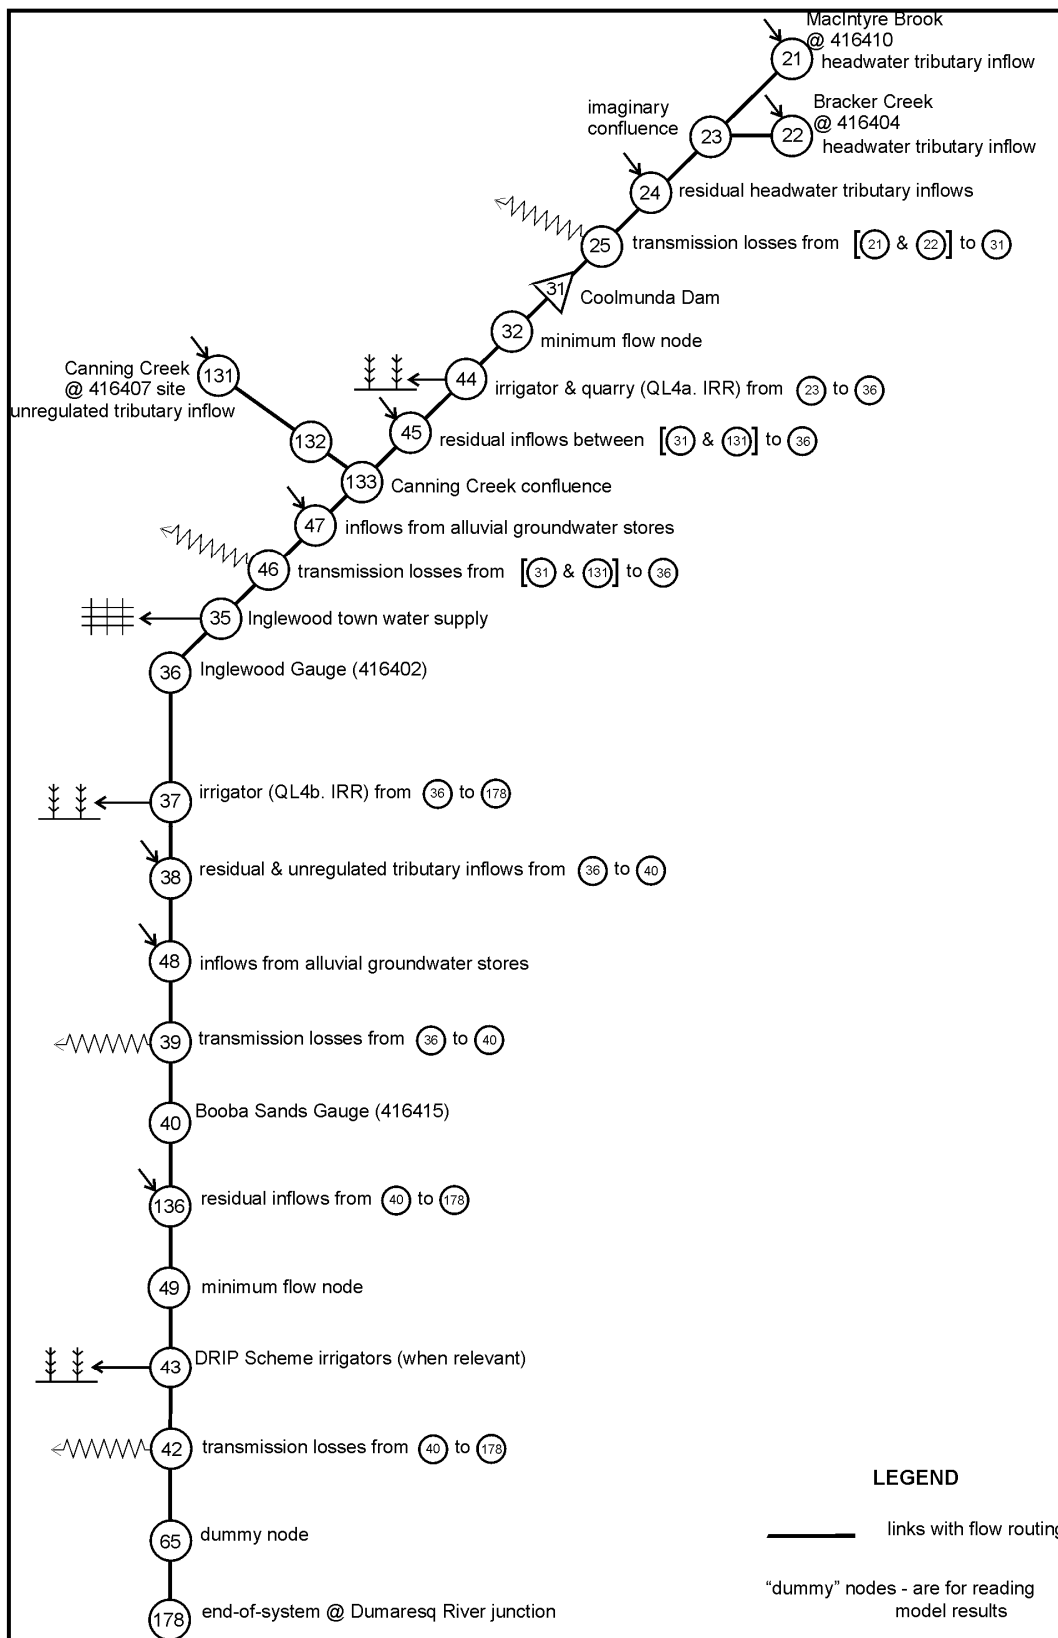 MacIntyre Brook
@ 416410
21
headwater tributary inflow
Bracker Creek
@ 416404
imaginary
confluence
23
22
headwater tributary inflow
24
residual headwater tributary inflows
25
transmission losses from [21 & 22] to 31
31
Coolmunda Dam
32
minimum flow node
Canning Creek
@ 416407 site
unregulated tributary inflow
131
44
irrigator & quarry (QL4a. IRR) from 23 to 36
45
residual inflows between [31 & 131] to 36
132
133
Canning Creek confluence
47
inflows from alluvial groundwater stores
46
transmission losses from [31 & 131] to 36
35
Inglewood town water supply
36
Inglewood Gauge (416402)
37
irrigator (QL4b. IRR) from 36 to 178
38
residual & unregulated tributary inflows from 36 to 40
48
inflows from alluvial groundwater stores
39
transmission losses from 36 to 40
40
Booba Sands Gauge (416415)
136
residual inflows from 40 to 178
49
minimum flow node
43
DRIP Scheme irrigators (when relevant)
42
transmission losses from 40 to 178
65
dummy node
178
end-of-system @ Dumaresq River junction
LEGEND
links with flow routing
“dummy” nodes - are for reading
model results